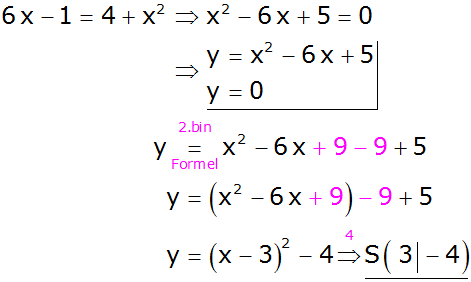 6x − 1 = 4 + x² ⇒ x² − 6x + 5 = 0
⇒ y = x² − 6x + 5
y = 0
2.bin
y = x² − 6x + 9 − 9 + 5
Formel
y = (x² − 6x + 9) − 9 + 5
4
y = (x − 3)² − 4 ⇒ S( 3| − 4)